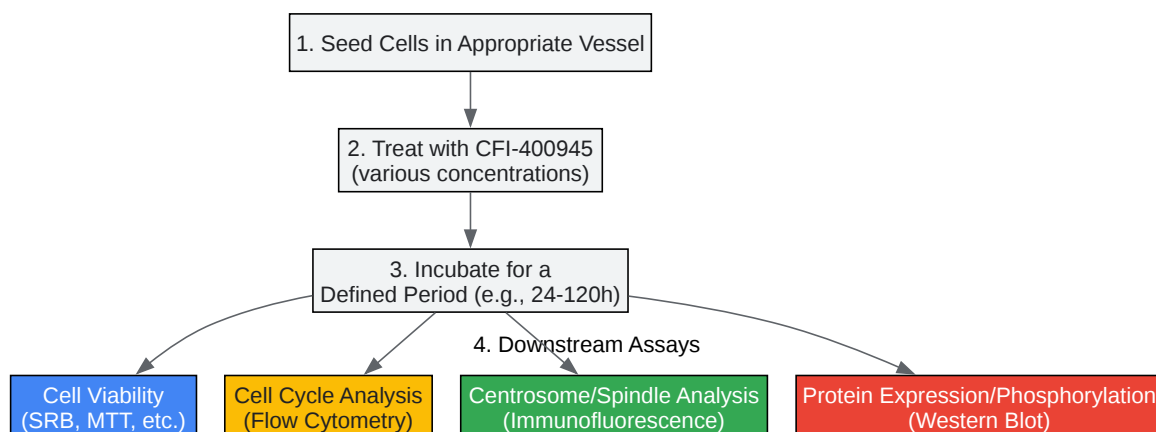 1. Seed Cells in Appropriate Vessel
2. Treat with CFI-400945
(various concentrations)
3. Incubate for a
Defined Period (e.g., 24-120h)
4. Downstream Assays
Cell Viability
(SRB, MTT, etc.)
Cell Cycle Analysis
(Flow Cytometry)
Centrosome/Spindle Analysis
(Immunofluorescence)
Protein Expression/Phosphorylation
(Western Blot)